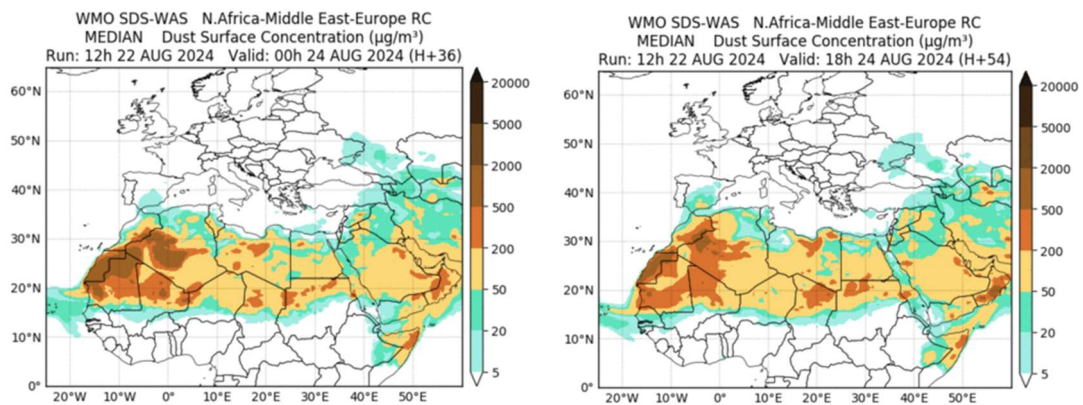 WMO SDS-WAS N.Africa-Middle East-Europe RC
MEDIAN Dust Surface Concentration (µg/m³)
Run: 12h 22 AUG 2024 Valid: 00h 24 AUG 2024 (H+36)
60°N
50°N
40°N
30°N
20°N
10°N
0°
20°W
10°W
0°
10°E
20°E
30°E
40°E
50°E
20000
5000
2000
500
200
50
20
5
WMO SDS-WAS N.Africa-Middle East-Europe RC
MEDIAN Dust Surface Concentration (µg/m³)
Run: 12h 22 AUG 2024 Valid: 18h 24 AUG 2024 (H+54)
60°N
50°N
40°N
30°N
20°N
10°N
0°
20°W
10°W
0°
10°E
20°E
30°E
40°E
50°E
20000
5000
2000
500
200
50
20
5